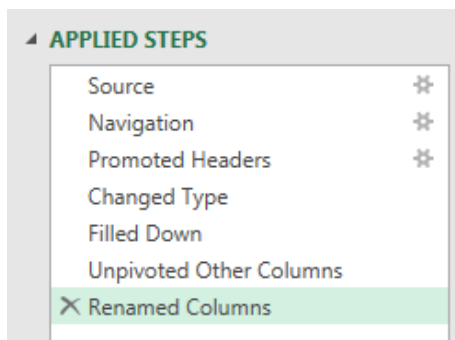 APPLIED STEPS
Source
Navigation
Promoted Headers
Changed Type
Filled Down
Unpivoted Other Columns
Renamed Columns